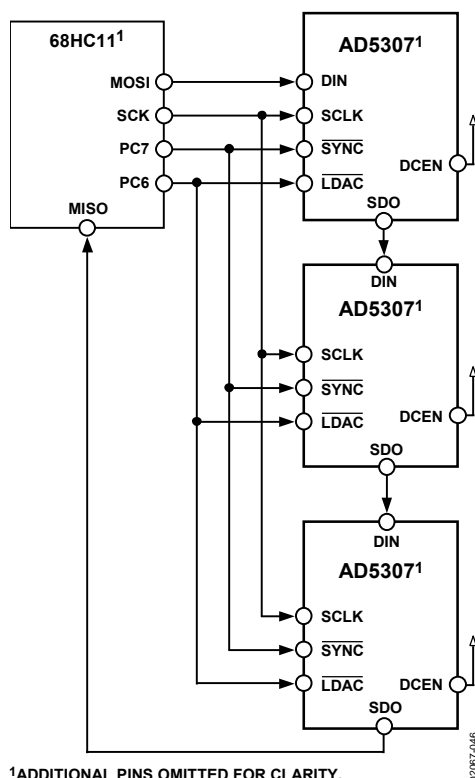 68HC11¹
MOSI
SCK
PC7
PC6
MISO
AD5307¹
DIN
SCLK
SYNC
LDAC
DCEN
SDO
DIN
AD5307¹
SCLK
SYNC
LDAC
DCEN
SDO
DIN
AD5307¹
SCLK
SYNC
LDAC
DCEN
SDO
¹ADDITIONAL PINS OMITTED FOR CLARITY.